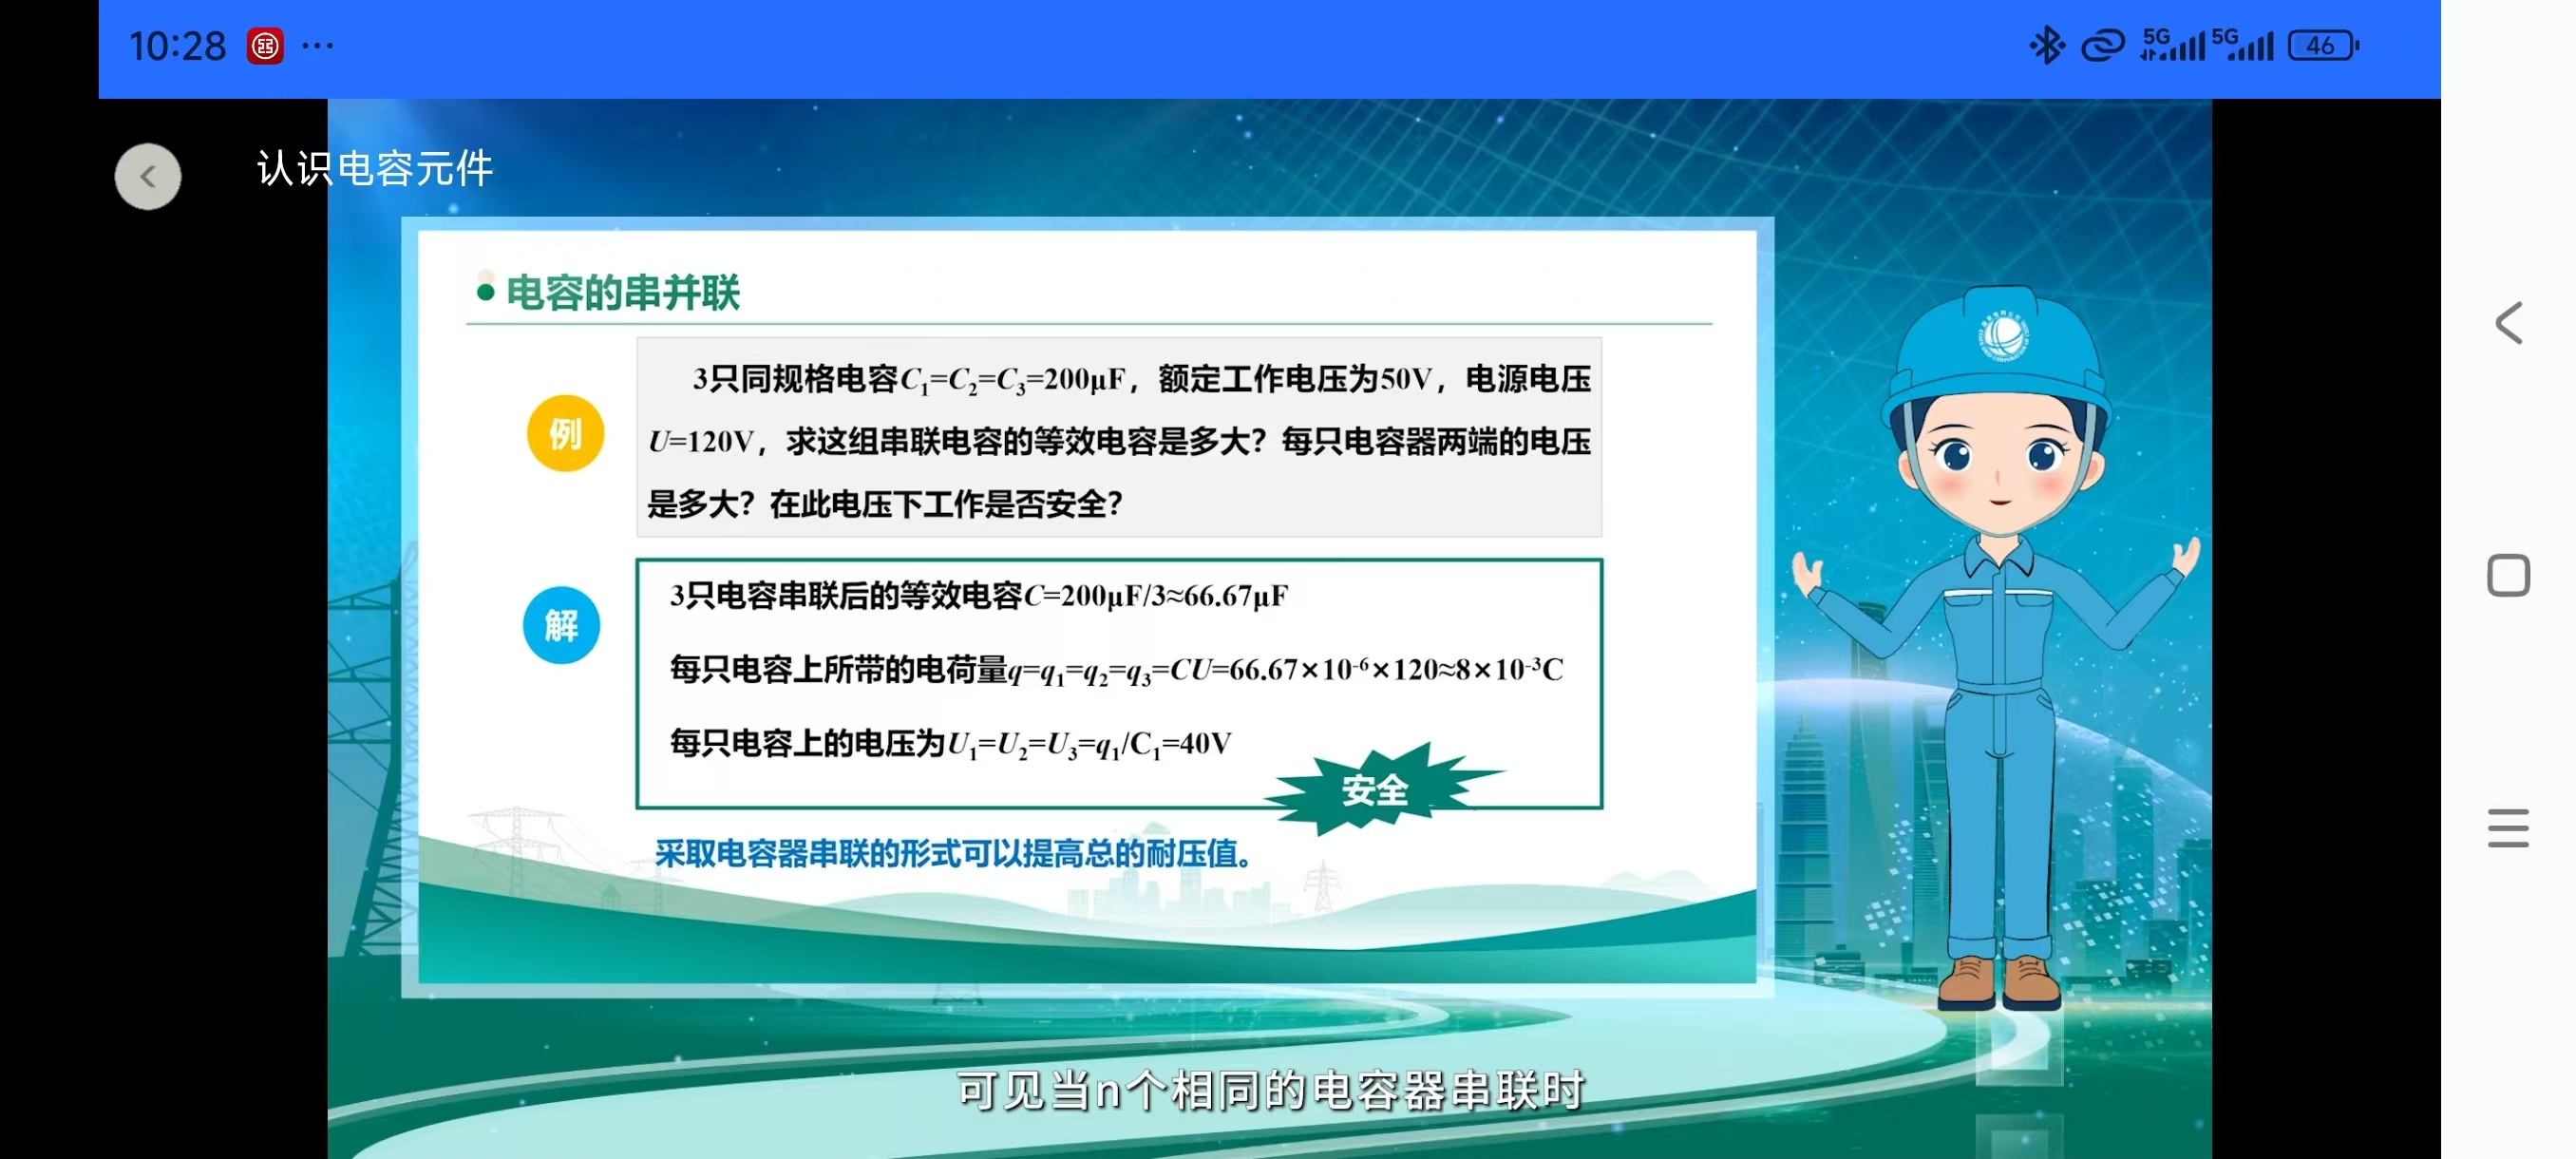 10:28
5G
5G
46
认识电容元件
电容的串并联
例
3只同规格电容C₁=C₂=C₃=200μF，额定工作电压为50V，电源电压
U=120V，求这组串联电容的等效电容是多大？每只电容器两端的电压
是多大？在此电压下工作是否安全？
解
3只电容串联后的等效电容C=200μF/3≈66.67μF
每只电容上所带的电荷量q=q₁=q₂=q₃=CU=66.67×10⁻⁶×120≈8×10⁻³C
每只电容上的电压为U₁=U₂=U₃=q₁/C₁=40V
安全
采取电容器串联的形式可以提高总的耐压值。
可见当n个相同的电容器串联时